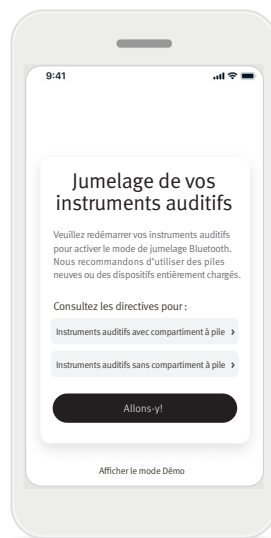 9:41
Jumelage de vos
instruments auditifs
Veuillez redémarrer vos instruments auditifs
pour activer le mode de jumelage Bluetooth.
Nous recommandons d'utiliser des piles
neuves ou des dispositifs entièrement chargés.
Consultez les directives pour :
Instruments auditifs avec compartiment à pile ›
Instruments auditifs sans compartiment à pile ›
Allons-y!
Afficher le mode Démo